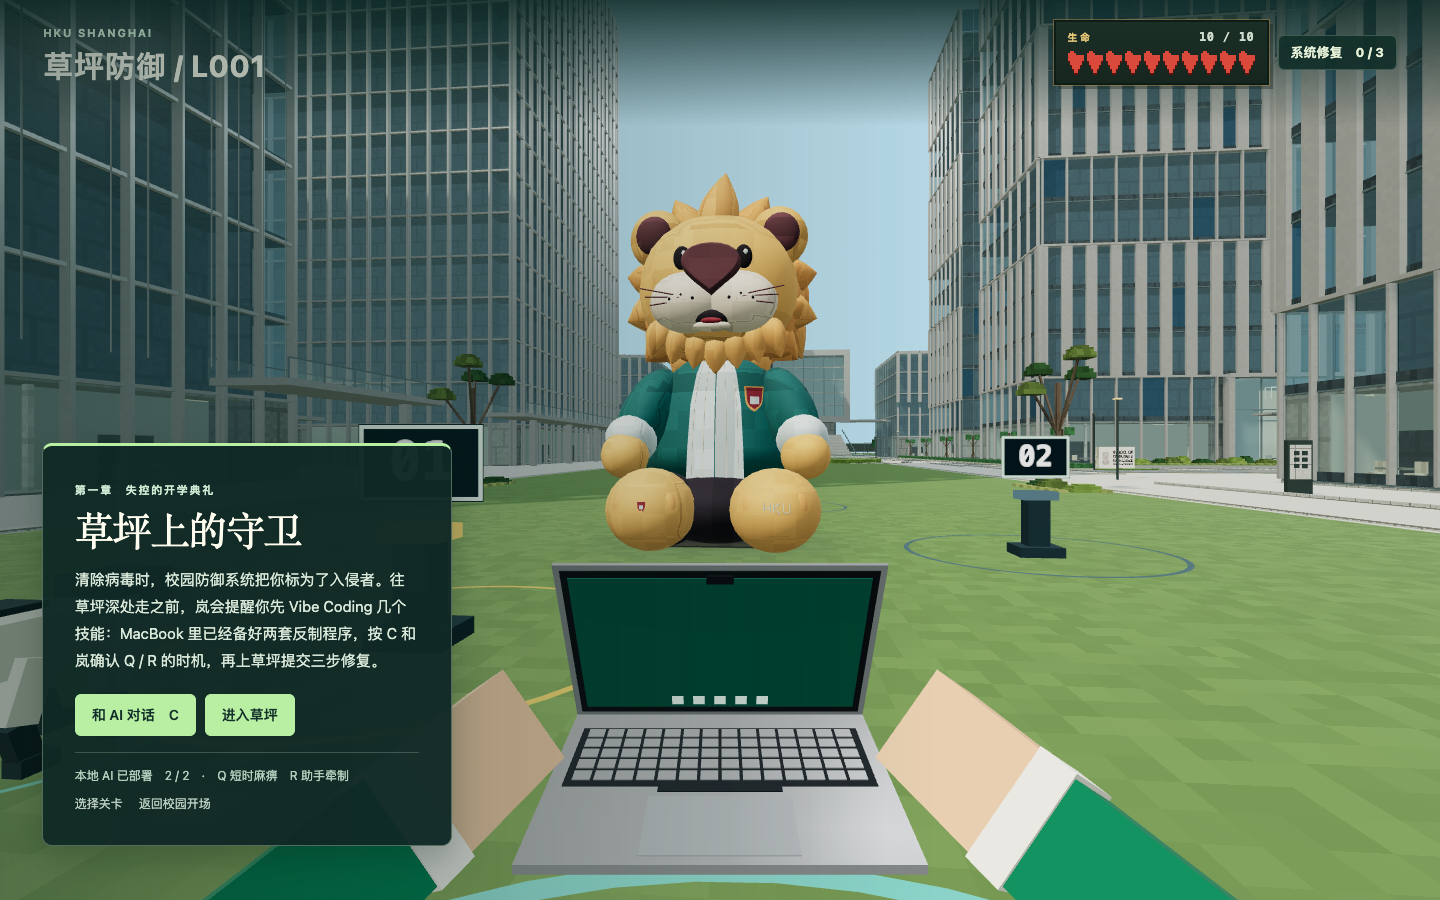 HKU SHANGHAI
草坪防御 / L001
生命 10 / 10
系统修复 0 / 3
01
02
HKU
第一章 失控的开学典礼
草坪上的守卫
清除病毒时，校园防御系统把你标为了入侵者。往
草坪深处走之前，岚会提醒你先 Vibe Coding 几个
技能：MacBook 里已经备好两套反制程序，按 C 和
岚确认 Q / R 的时机，再上草坪提交三步修复。
和 AI 对话 C
进入草坪
本地 AI 已部署 2 / 2 · Q 短时麻痹 R 助手牵制
选择关卡 返回校园开场